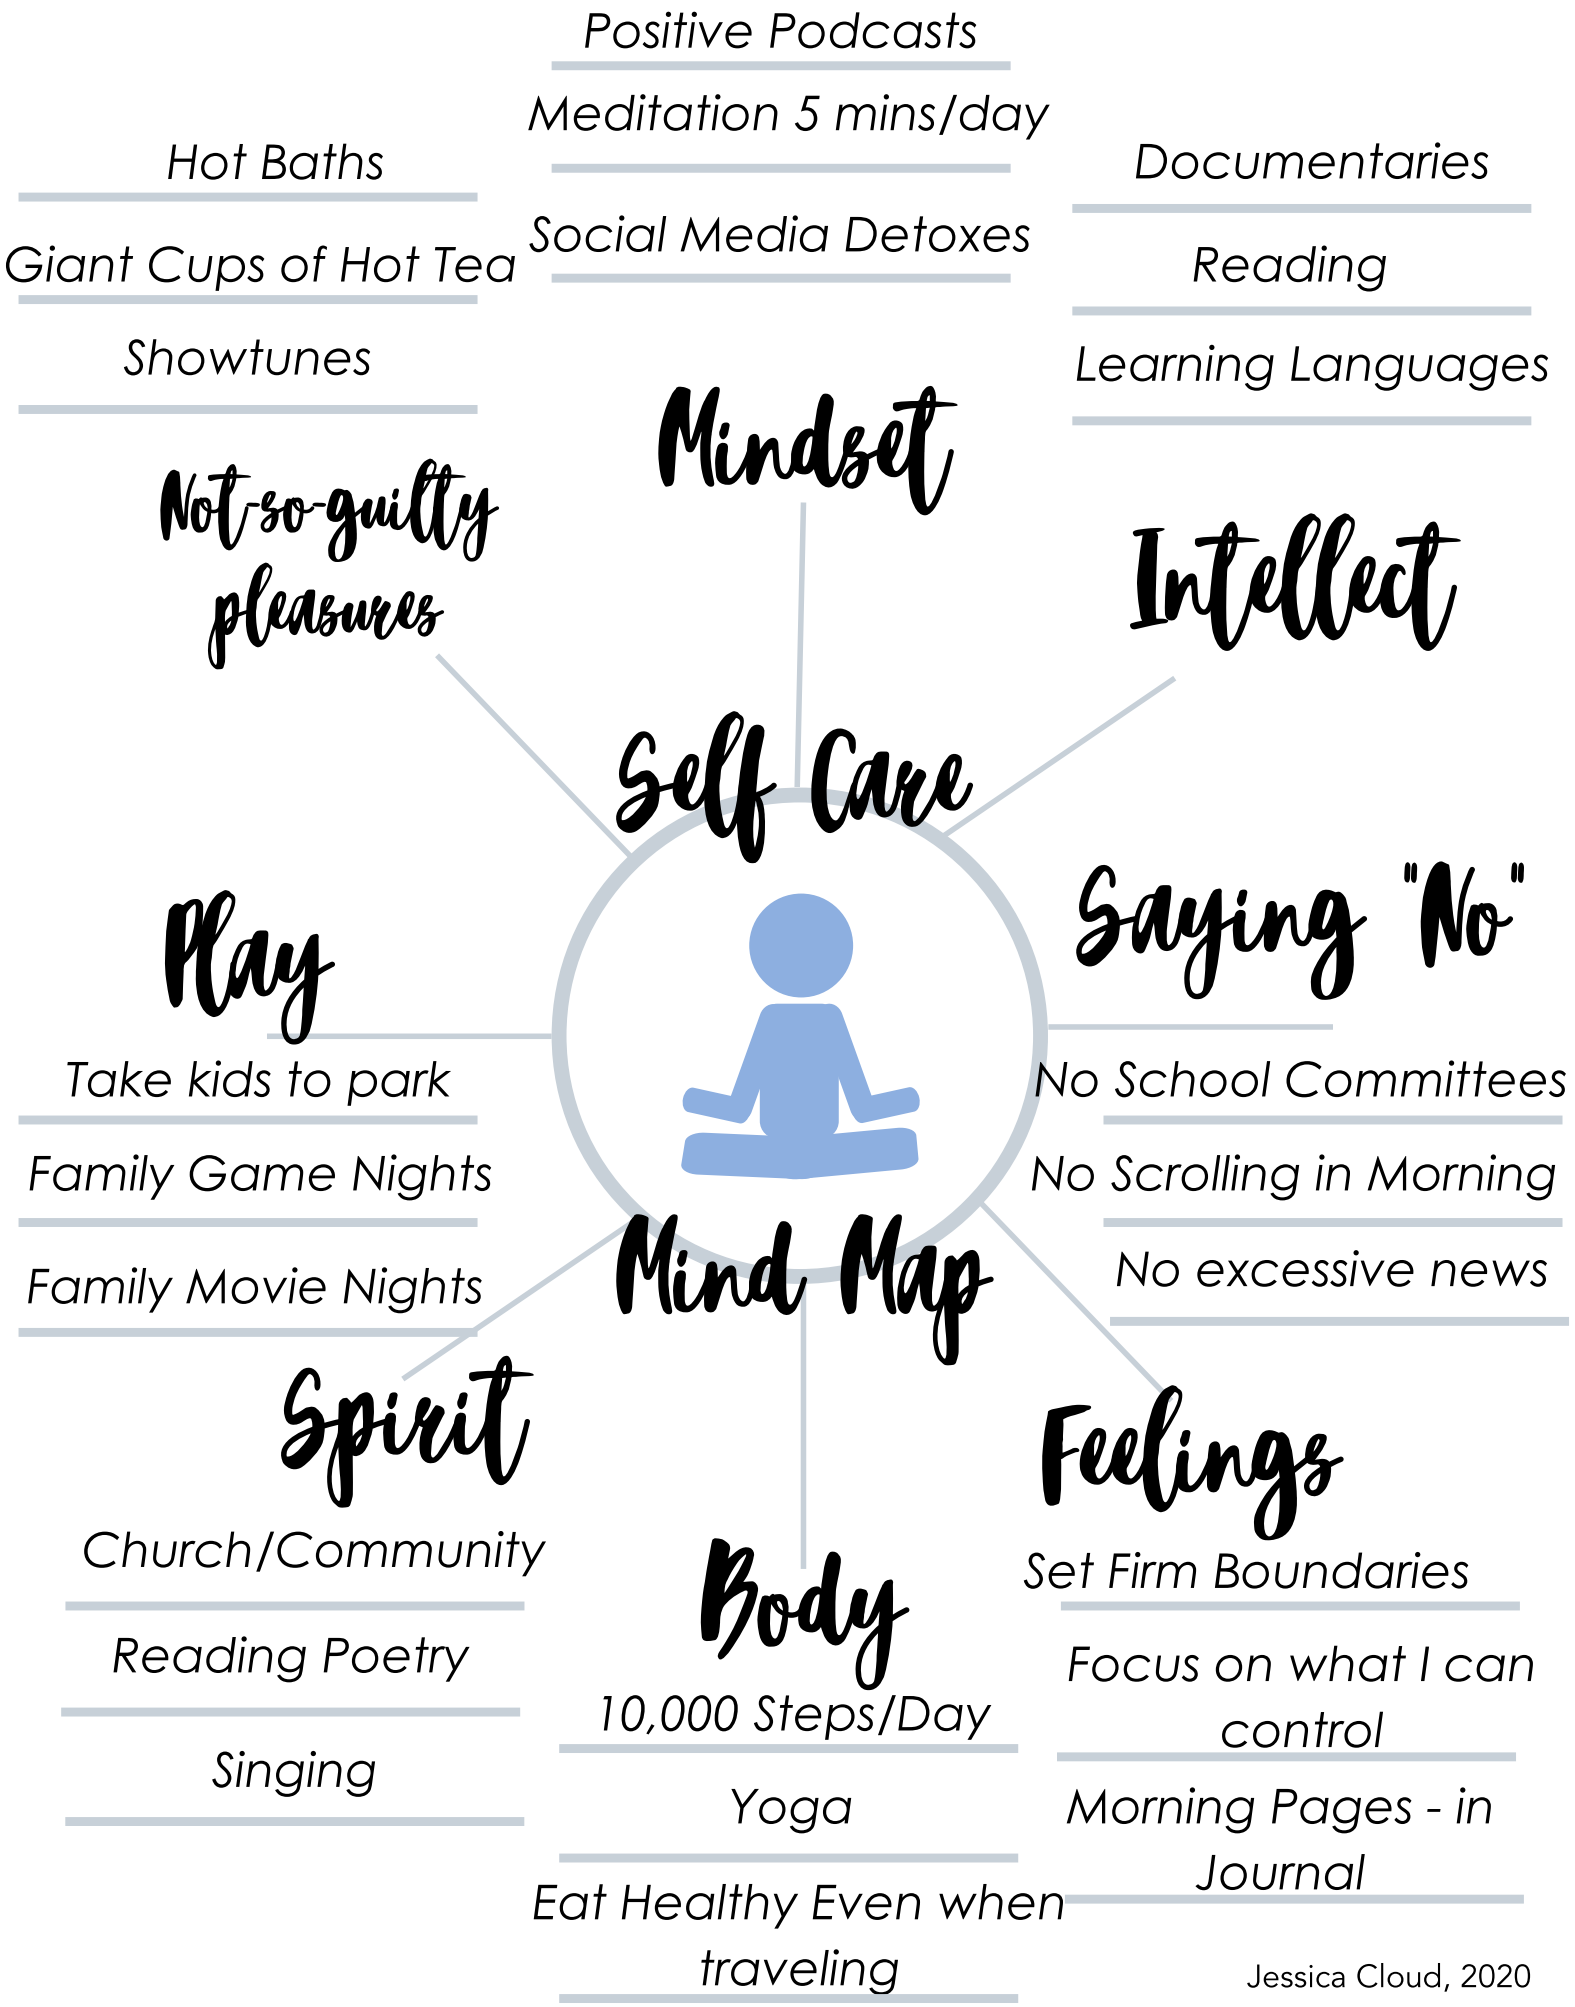 Positive Podcasts
Meditation 5 mins/day
Social Media Detoxes
Mindset
Hot Baths
Giant Cups of Hot Tea
Showtunes
Not-so-guilty
pleasures
Documentaries
Reading
Learning Languages
Intellect
Self Care
Mind Map
Play
Take kids to park
Family Game Nights
Family Movie Nights
Saying "No"
No School Committees
No Scrolling in Morning
No excessive news
Spirit
Church/Community
Reading Poetry
Singing
Body
10,000 Steps/Day
Yoga
Eat Healthy Even when
traveling
Feelings
Set Firm Boundaries
Focus on what I can
control
Morning Pages - in
Journal
Jessica Cloud, 2020